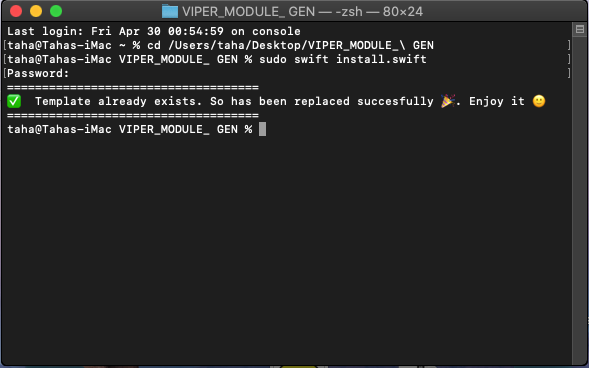 VIPER_MODULE_ GEN — -zsh — 80×24
Last login: Fri Apr 30 00:54:59 on console
[taha@Tahas-iMac ~ % cd /Users/taha/Desktop/VIPER_MODULE_\ GEN ]
[taha@Tahas-iMac VIPER_MODULE_ GEN % sudo swift install.swift ]
[Password: ]
====================================
✅  Template already exists. So has been replaced succesfully 🎉. Enjoy it 🙂
====================================
taha@Tahas-iMac VIPER_MODULE_ GEN %